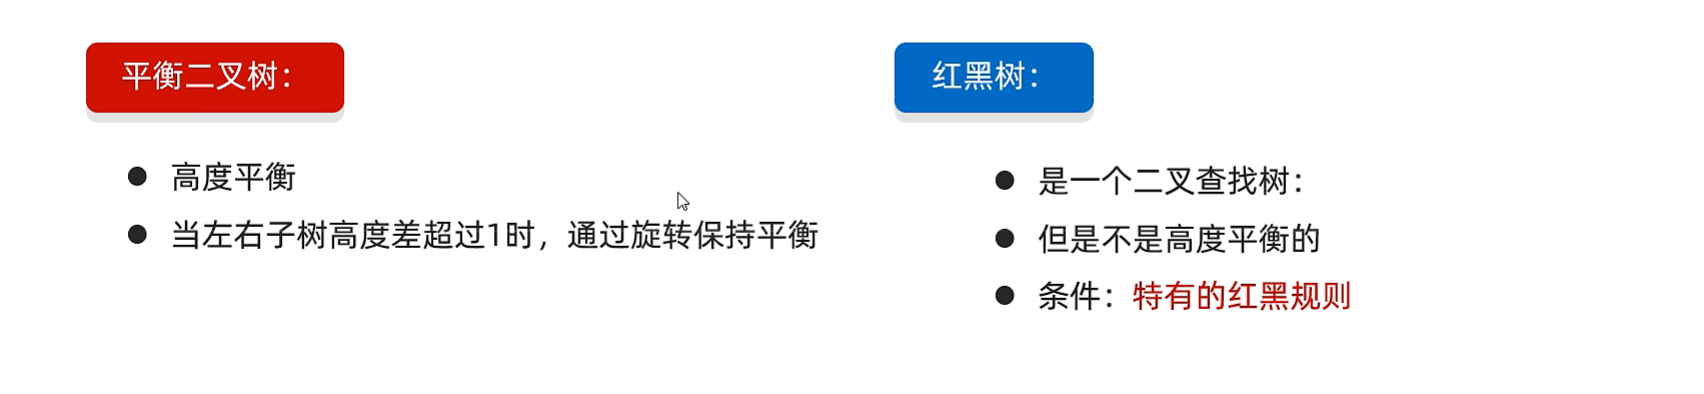 平衡二叉树：
高度平衡
当左右子树高度差超过1时，通过旋转保持平衡
红黑树：
是一个二叉查找树：
但是不是高度平衡的
条件：特有的红黑规则